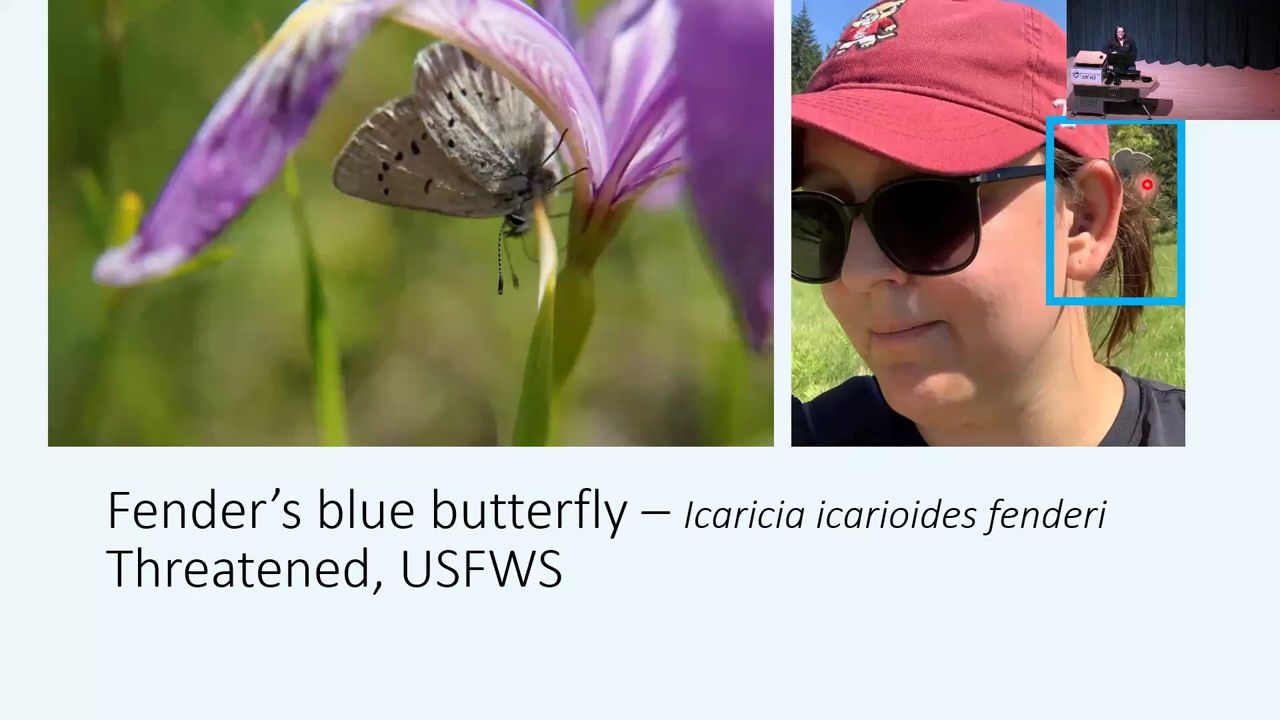 Fender’s blue butterfly – Icaricia icarioides fenderi
Threatened, USFWS